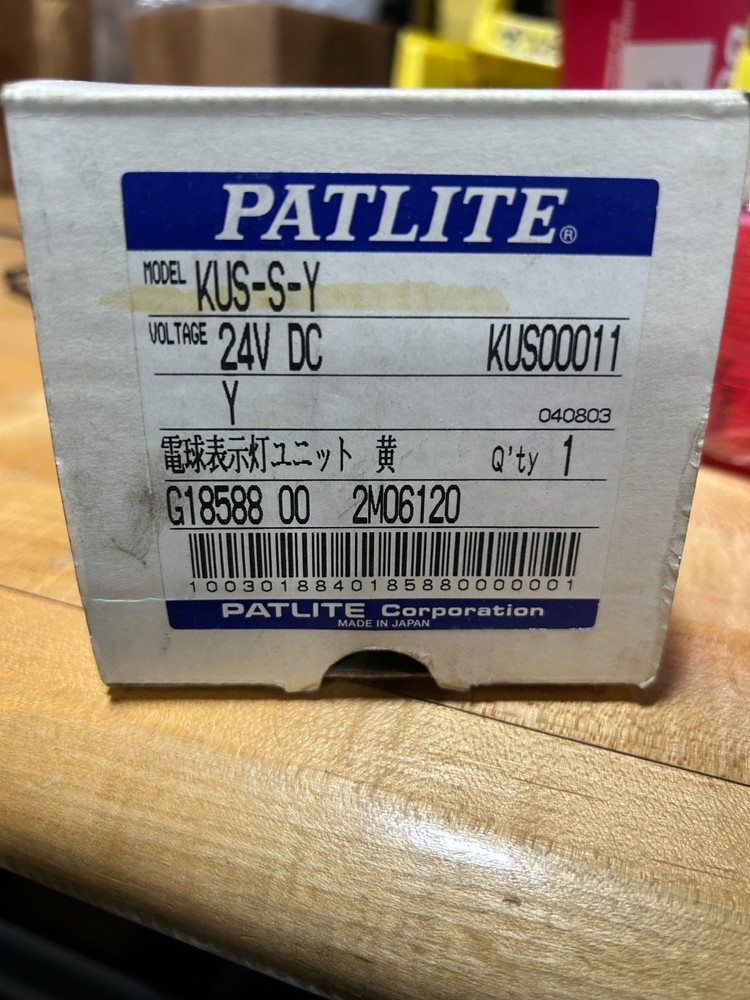 PATLITE®
MODEL KUS-S-Y
VOLTAGE 24V DC KUS00011
Y 040803
電球表示灯ユニット 黄 Q'ty 1
G18588 00 2M06120
1003018840185880000001
PATLITE Corporation
MADE IN JAPAN